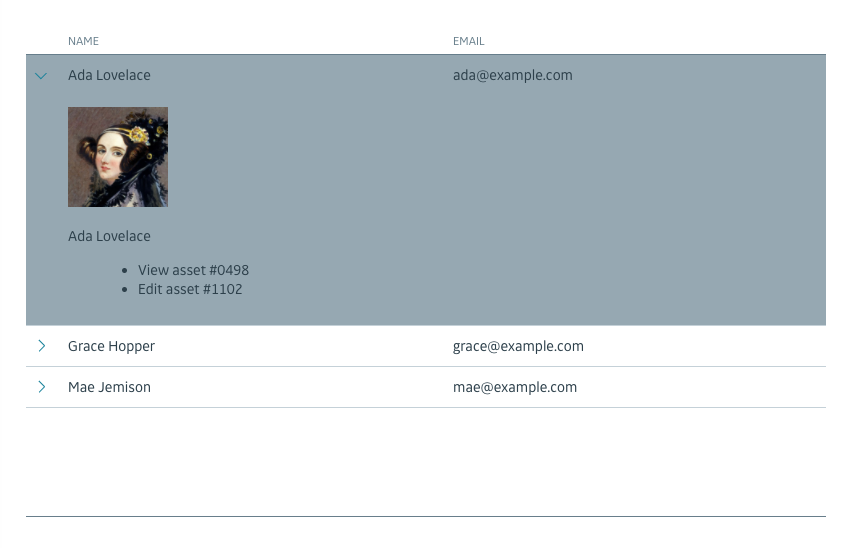 NAME EMAIL
Ada Lovelace ada@example.com
Ada Lovelace
View asset #0498
Edit asset #1102
Grace Hopper grace@example.com
Mae Jemison mae@example.com